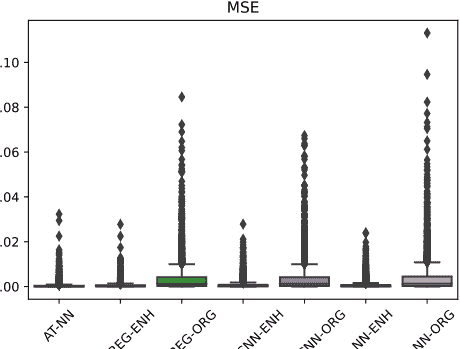 MSE
.10
.08
.06
.04
.02
.00
AT-NN
REG-ENH
REG-ORG
NN-ENH
NN-ORG
NN-ENH
NN-ORG